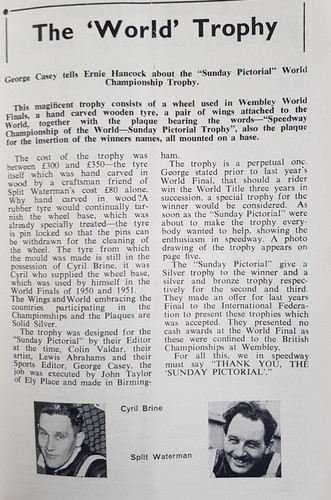 The 'World' Trophy
George Casey tells Ernie Hancock about the "Sunday Pictorial" World
Championship Trophy.
This magificent trophy consists of a wheel used in Wembley World
Finals, a hand carved wooden tyre, a pair of wings attached to the
World, together with the plaque bearing the words—"Speedway
Championship of the World—Sunday Pictorial Trophy", also the plaque
for the insertion of the winners names, all mounted on a base.
The cost of the trophy was
between £300 and £350—the tyre
itself which was hand carved in
wood by a craftsman friend of
Split Waterman's cost £80 alone.
Why hand carved in wood?A
rubber tyre would continually tar-
nish the wheel base, which was
already specially treated—the tyre
is pin locked so that the pins can
be withdrawn for the cleaning of
the wheel. The tyre from which
the mould was made is still in the
possession of Cyril Brine, it was
Cyril who supplied the wheel base,
which was used by himself in the
World Finals of 1950 and 1951.
The Wings and World embracing the
countries participating in the
Championships and the Plaques are
Solid Silver.
The trophy was designed for the
"Sunday Pictorial" by their Editor
at the time, Colin Valdar, their
artist, Lewis Abrahams and their
Sports Editor, George Casey, the
job was executed by John Taylor
of Ely Place and made in Birming-
ham.
The trophy is a perpetual one.
George stated prior to last year's
World Final, that should a rider
win the World Title three years in
succession, a special trophy for the
winner would be considered. As
soon as the "Sunday Pictorial" were
about to make the trophy every-
body wanted to help, showing the
enthusiasm in speedway. A photo
drawing of the trophy appears on
page five.
The "Sunday Pictorial" give a
Silver trophy to the winner and a
silver and bronze trophy respec-
tively for the second and third.
They made an offer for last years
Final to the International Federa-
tion to present these trophies which
was accepted. They presented no
cash awards at the World Final as
these were confined to the British
Championships at Wembley.
For all this, we in speedway
must say "THANK YOU, THE
'SUNDAY PICTORIAL'."
Cyril Brine
Split Waterman